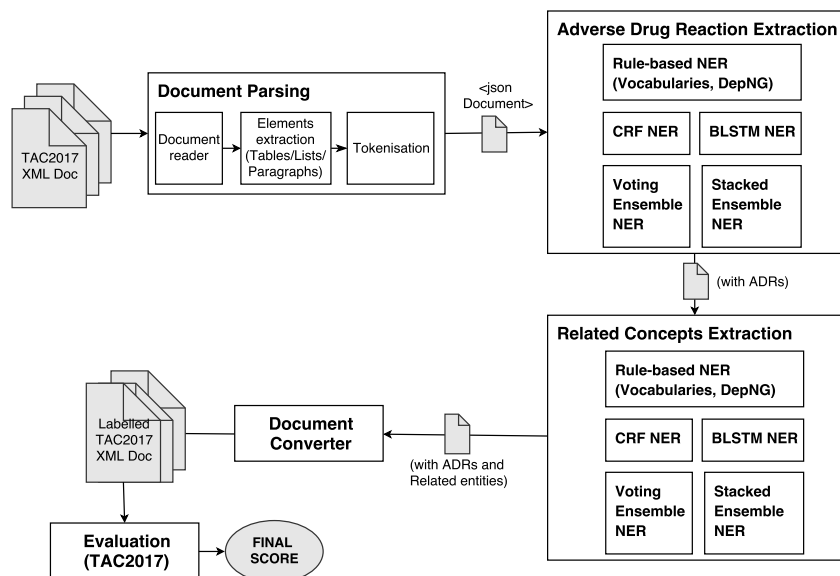 Adverse Drug Reaction Extraction
Rule-based NER
(Vocabularies, DepNG)
CRF NER
BLSTM NER
Voting
Ensemble
NER
Stacked
Ensemble
NER
<json
Document>
Document Parsing
Document
reader
Elements
extraction
(Tables/Lists/
Paragraphs)
Tokenisation
TAC2017
XML Doc
(with ADRs)
Related Concepts Extraction
Rule-based NER
(Vocabularies, DepNG)
CRF NER
BLSTM NER
Voting
Ensemble
NER
Stacked
Ensemble
NER
(with ADRs and
Related entities)
Document
Converter
Labelled
TAC2017
XML Doc
Evaluation
(TAC2017)
FINAL
SCORE